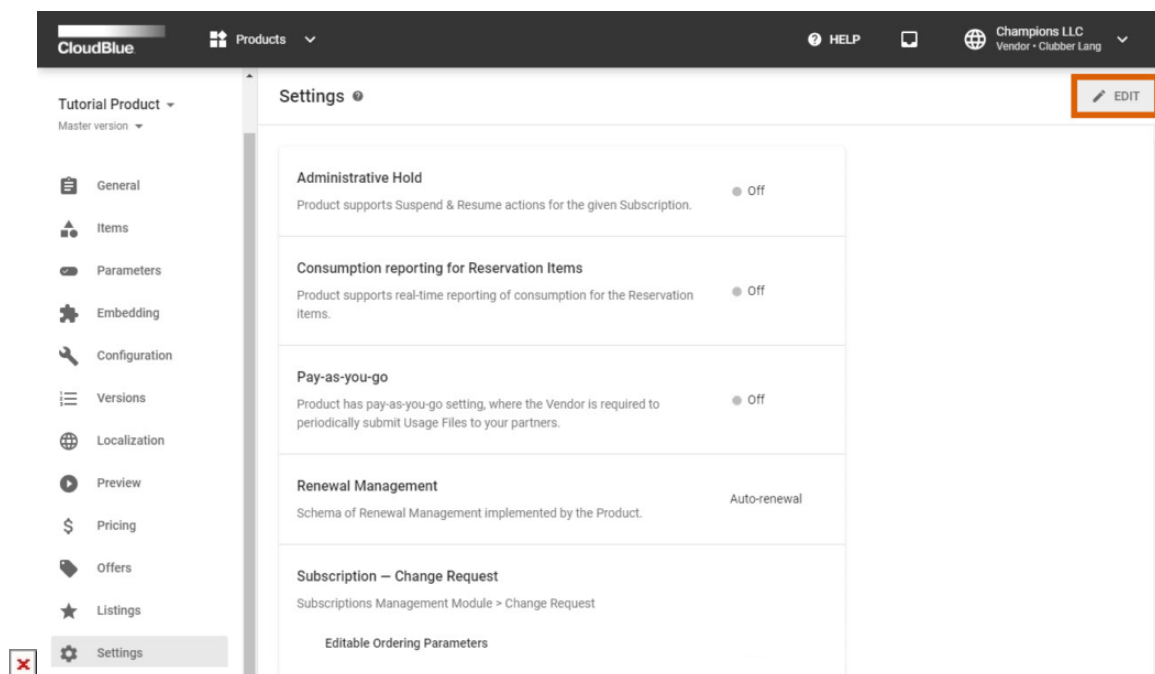 CloudBlue
Products
HELP
Champions LLC
Vendor • Clubber Lang
Tutorial Product
Master version
General
Items
Parameters
Embedding
Configuration
Versions
Localization
Preview
Pricing
Offers
Listings
Settings
Settings
EDIT
Administrative Hold
Product supports Suspend & Resume actions for the given Subscription.
Off
Consumption reporting for Reservation Items
Product supports real-time reporting of consumption for the Reservation
items.
Off
Pay-as-you-go
Product has pay-as-you-go setting, where the Vendor is required to
periodically submit Usage Files to your partners.
Off
Renewal Management
Schema of Renewal Management implemented by the Product.
Auto-renewal
Subscription — Change Request
Subscriptions Management Module > Change Request
Editable Ordering Parameters